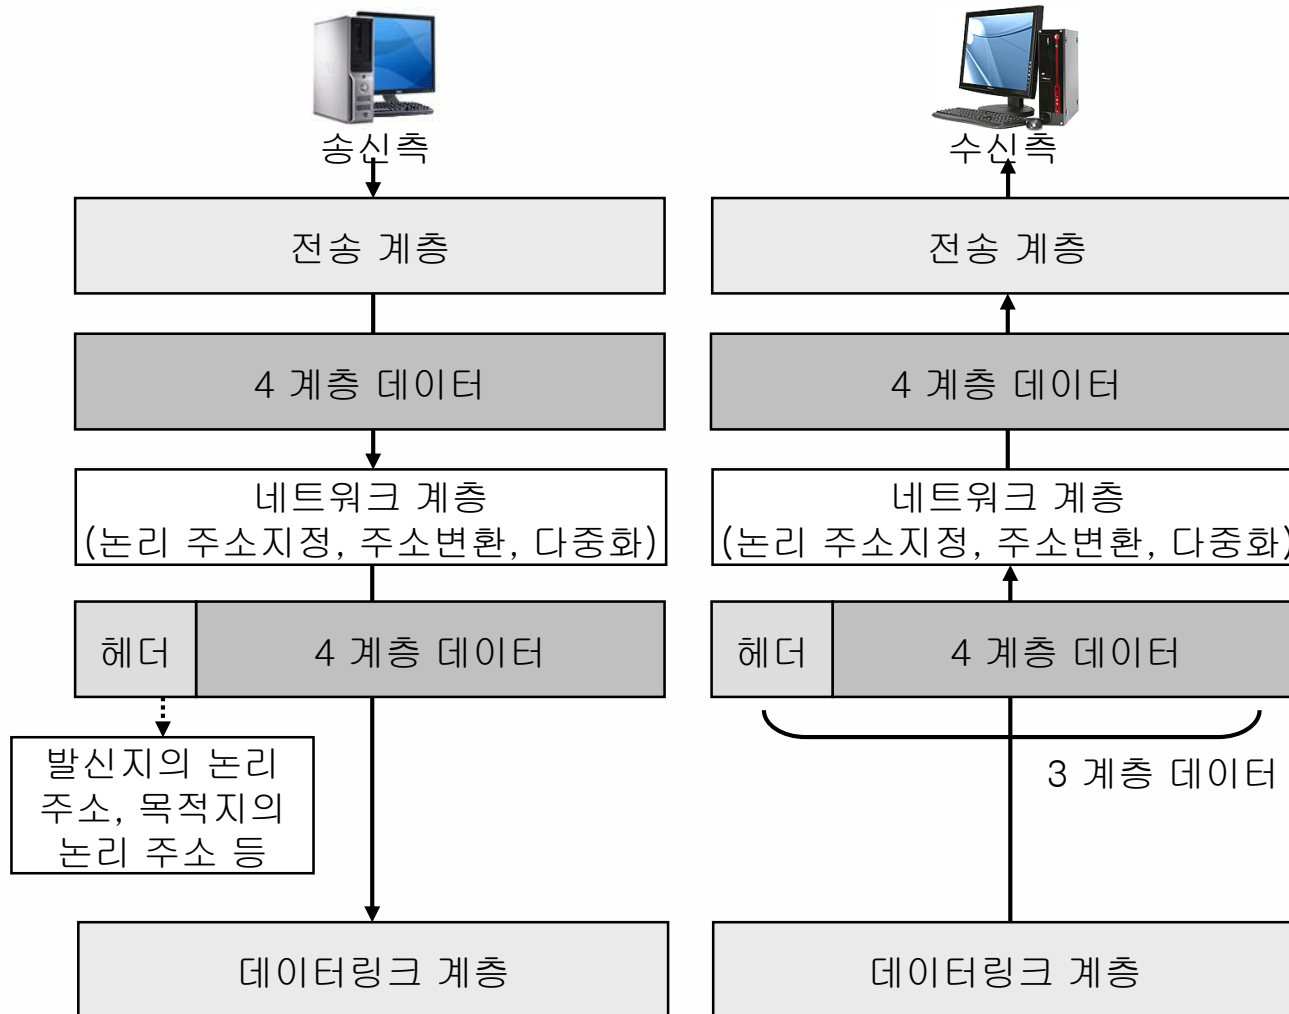 송신측
전송 계층
4 계층 데이터
네트워크 계층
(논리 주소지정, 주소변환, 다중화)
헤더
4 계층 데이터
발신지의 논리
주소, 목적지의
논리 주소 등
데이터링크 계층
수신측
전송 계층
4 계층 데이터
네트워크 계층
(논리 주소지정, 주소변환, 다중화)
헤더
4 계층 데이터
3 계층 데이터
데이터링크 계층